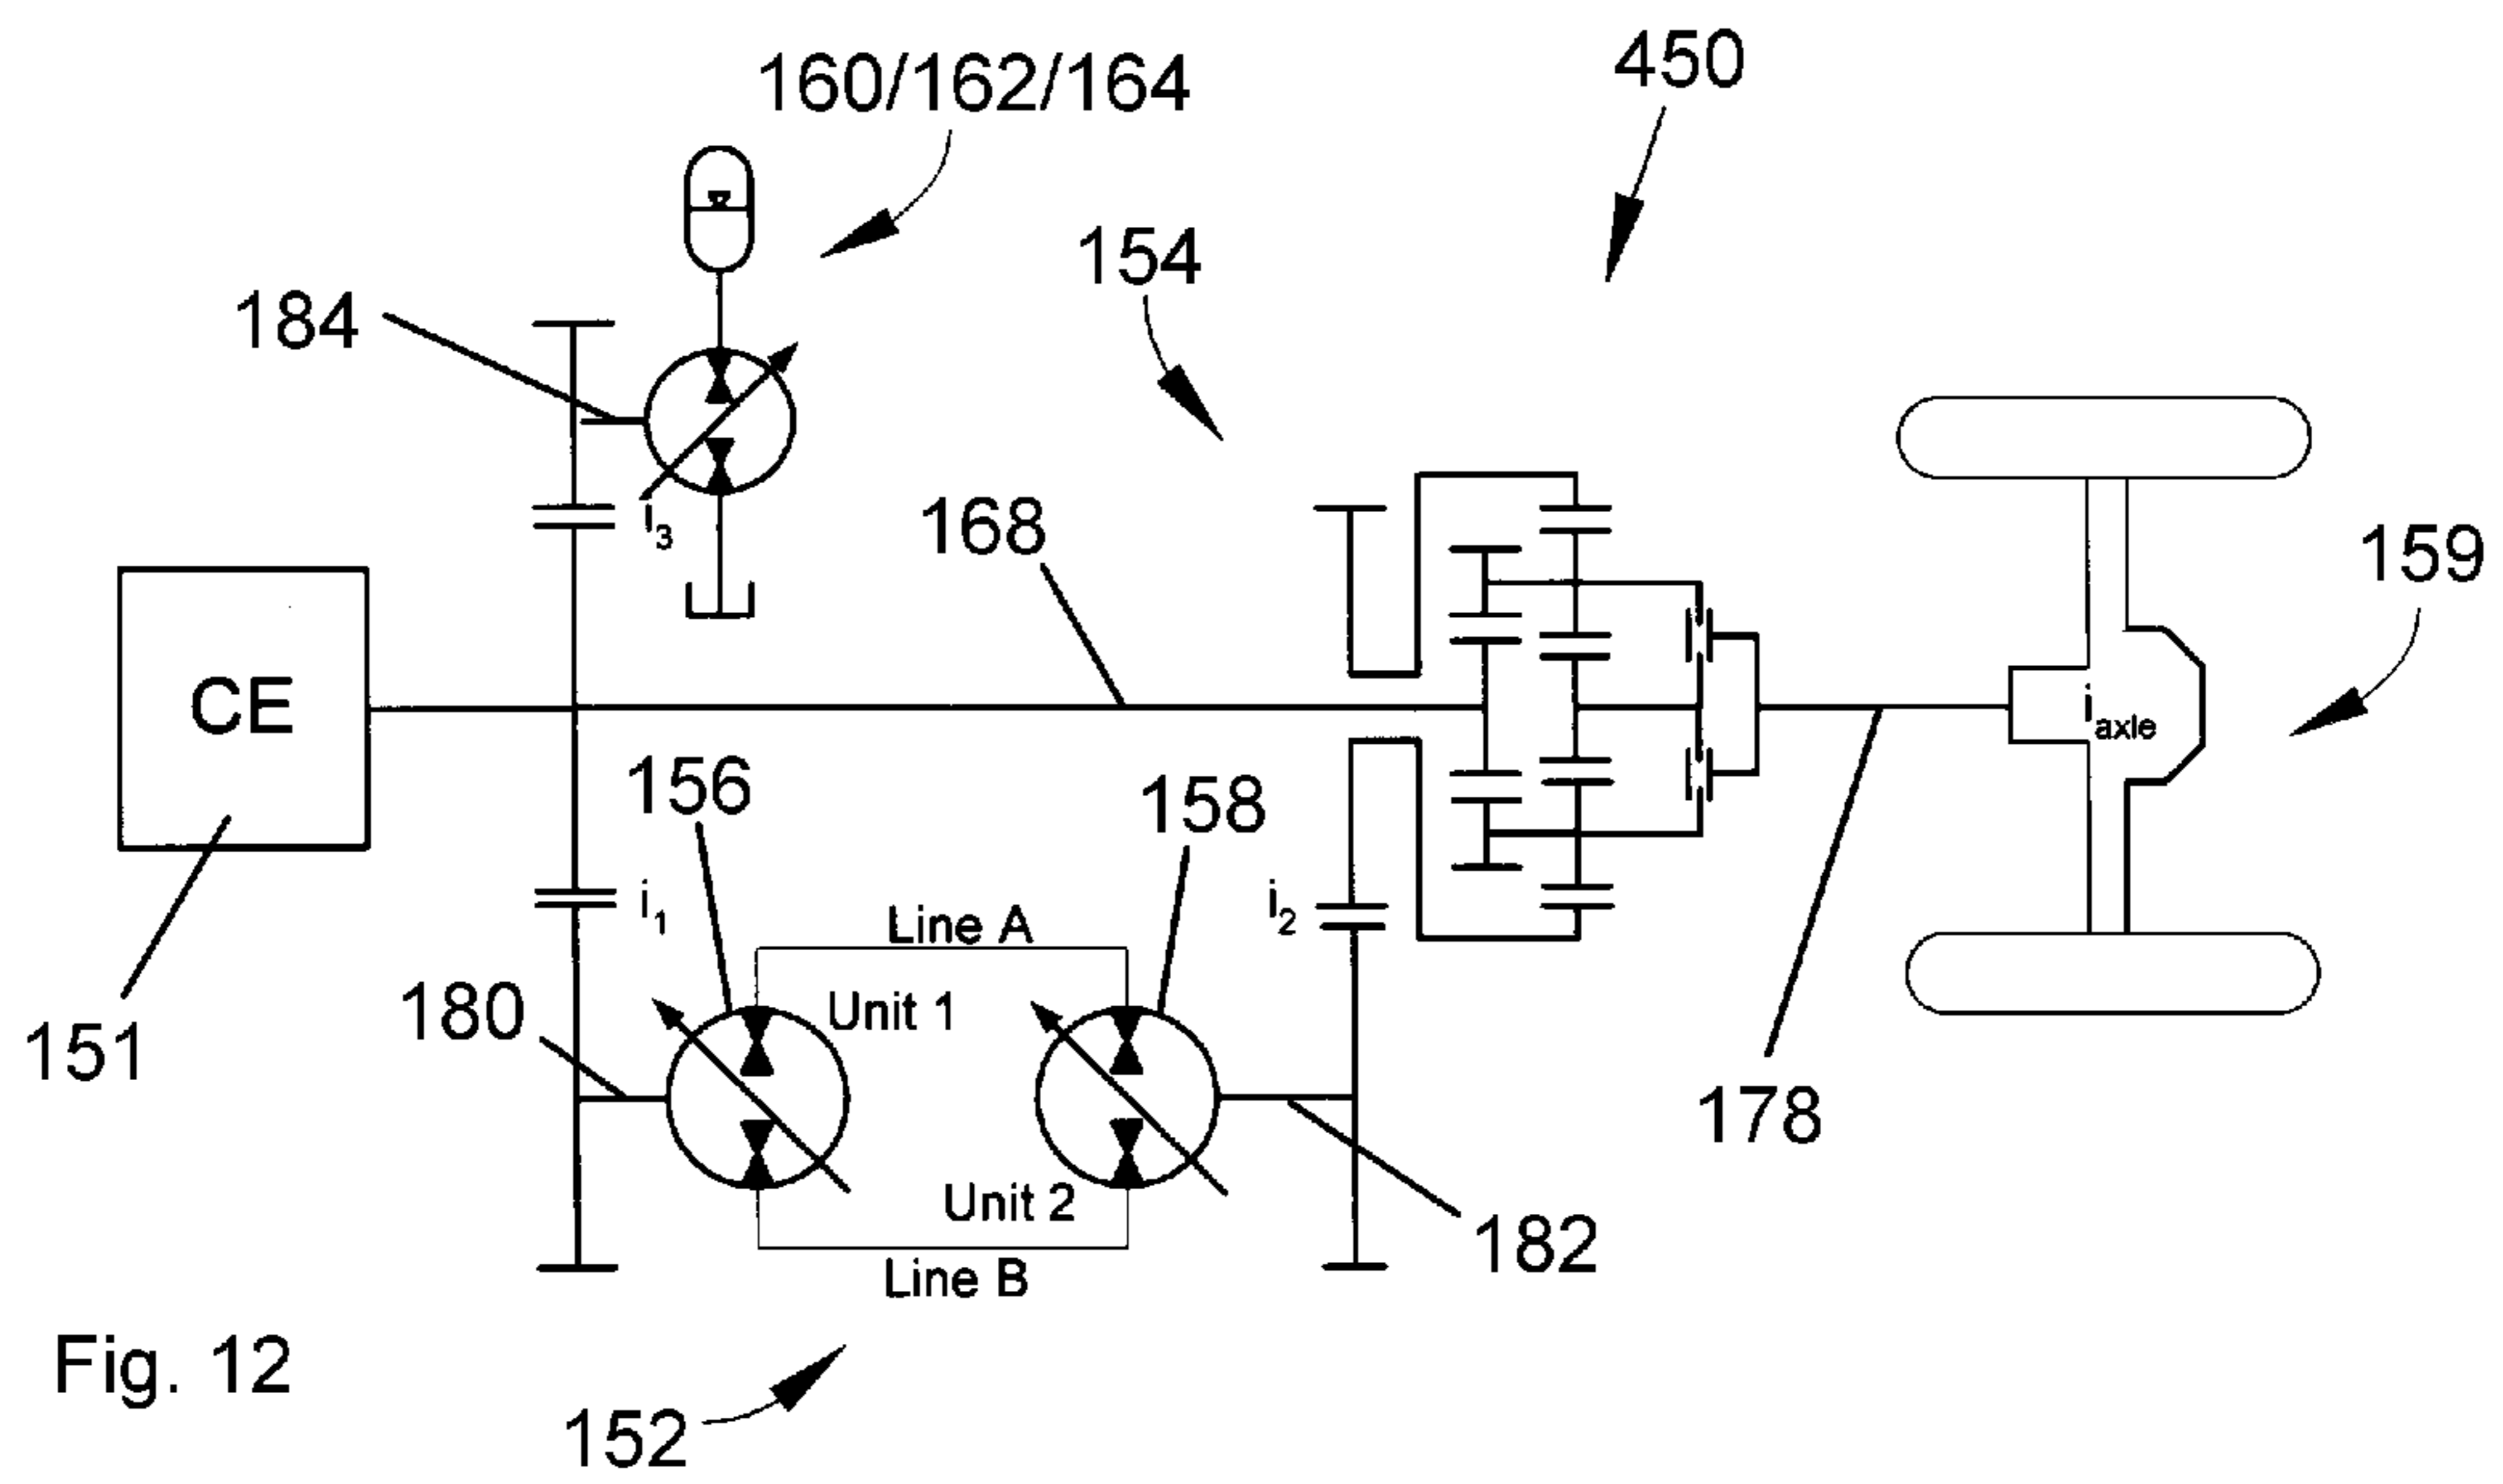 450
160/162/164
154
184
168
i3
159
CE
iaxle
156
158
i1
i2
Line A
180
Unit 1
151
178
Unit 2
182
Line B
Fig. 12
152